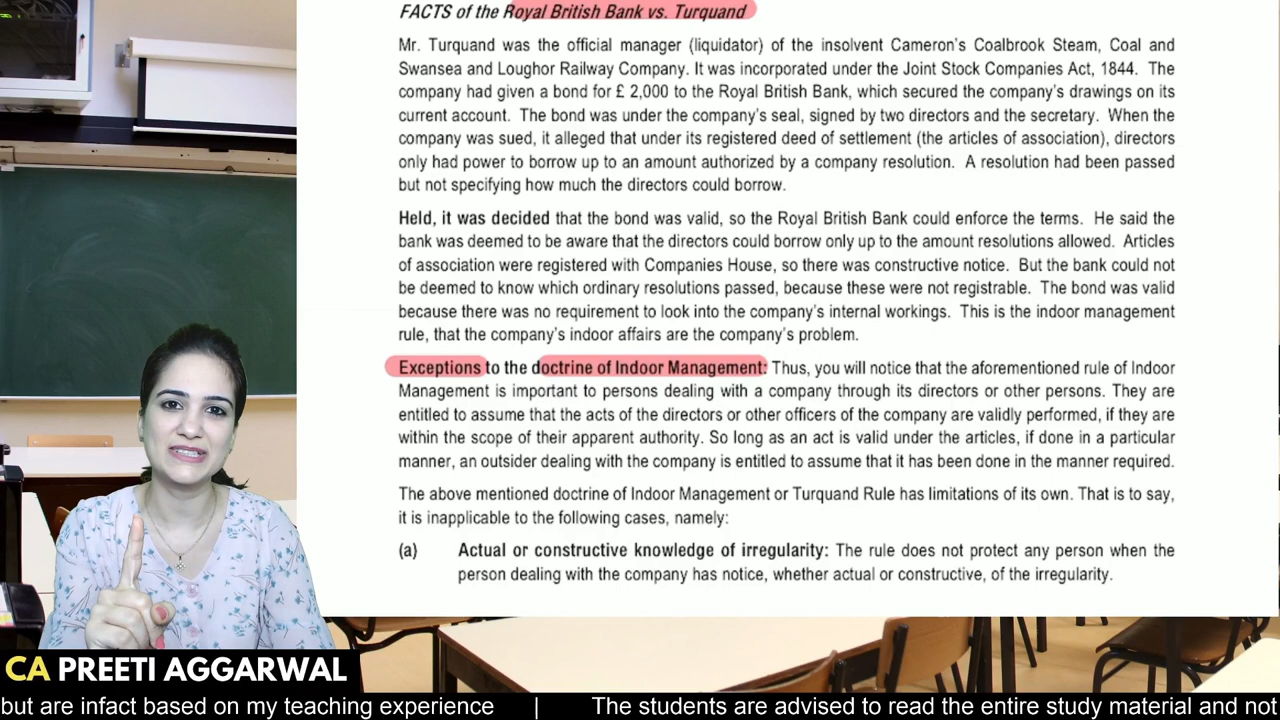 FACTS of the Royal British Bank vs. Turquand
Mr. Turquand was the official manager (liquidator) of the insolvent Cameron's Coalbrook Steam, Coal and
Swansea and Loughor Railway Company. It was incorporated under the Joint Stock Companies Act, 1844. The
company had given a bond for £ 2,000 to the Royal British Bank, which secured the company's drawings on its
current account. The bond was under the company's seal, signed by two directors and the secretary. When the
company was sued, it alleged that under its registered deed of settlement (the articles of association), directors
only had power to borrow up to an amount authorized by a company resolution. A resolution had been passed
but not specifying how much the directors could borrow.
Held, it was decided that the bond was valid, so the Royal British Bank could enforce the terms. He said the
bank was deemed to be aware that the directors could borrow only up to the amount resolutions allowed. Articles
of association were registered with Companies House, so there was constructive notice. But the bank could not
be deemed to know which ordinary resolutions passed, because these were not registrable. The bond was valid
because there was no requirement to look into the company's internal workings. This is the indoor management
rule, that the company's indoor affairs are the company's problem.
Exceptions to the doctrine of Indoor Management: Thus, you will notice that the aforementioned rule of Indoor
Management is important to persons dealing with a company through its directors or other persons. They are
entitled to assume that the acts of the directors or other officers of the company are validly performed, if they are
within the scope of their apparent authority. So long as an act is valid under the articles, if done in a particular
manner, an outsider dealing with the company is entitled to assume that it has been done in the manner required.
The above mentioned doctrine of Indoor Management or Turquand Rule has limitations of its own. That is to say,
it is inapplicable to the following cases, namely:
(a) Actual or constructive knowledge of irregularity: The rule does not protect any person when the
person dealing with the company has notice, whether actual or constructive, of the irregularity.
CA PREETI AGGARWAL
but are infact based on my teaching experience | The students are advised to read the entire study material and not